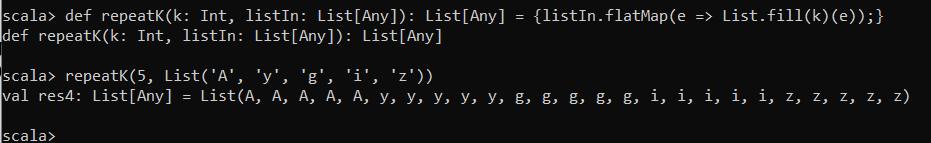 scala> def repeatK(k: Int, listIn: List[Any]): List[Any] = {listIn.flatMap(e => List.fill(k)(e));}
def repeatK(k: Int, listIn: List[Any]): List[Any]
scala> repeatK(5, List('A', 'y', 'g', 'i', 'z'))
val res4: List[Any] = List(A, A, A, A, A, y, y, y, y, y, g, g, g, g, g, i, i, i, i, i, z, z, z, z, z)
scala>